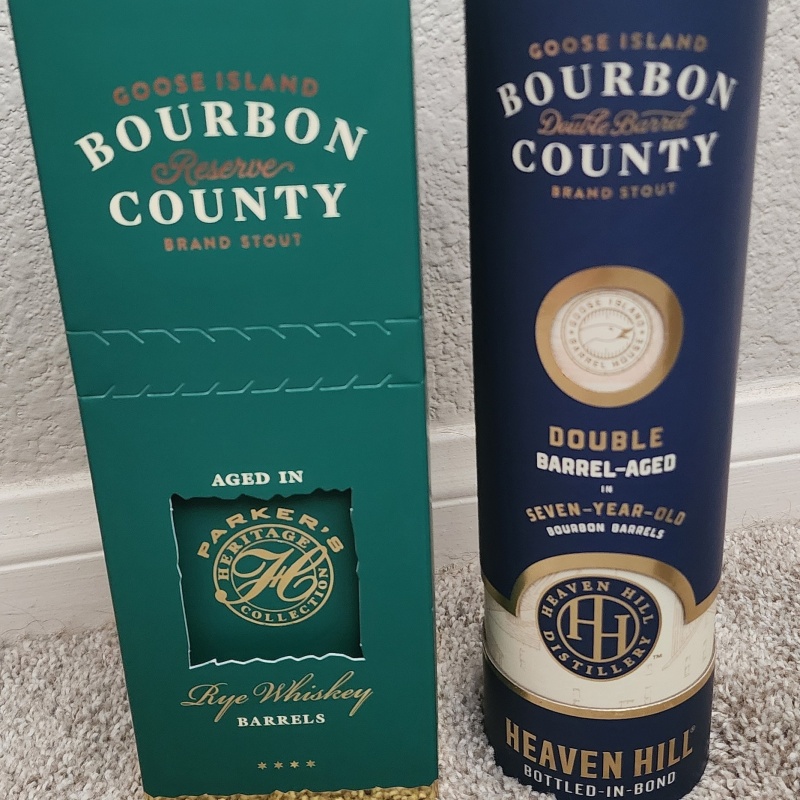 GOOSE ISLAND
BOURBON
Reserve
COUNTY
BRAND STOUT
AGED IN
PARKER'S
HERITAGE
H
COLLECTION
Rye Whiskey
BARRELS
GOOSE ISLAND
BOURBON
Double Barrel
COUNTY
BRAND STOUT
GOOSE ISLAND
BARREL HOUSE
DOUBLE
BARREL-AGED
IN
SEVEN-YEAR-OLD
BOURBON BARRELS
HEAVEN HILL
HH
DISTILLERY™
HEAVEN HILL®
BOTTLED-IN-BOND